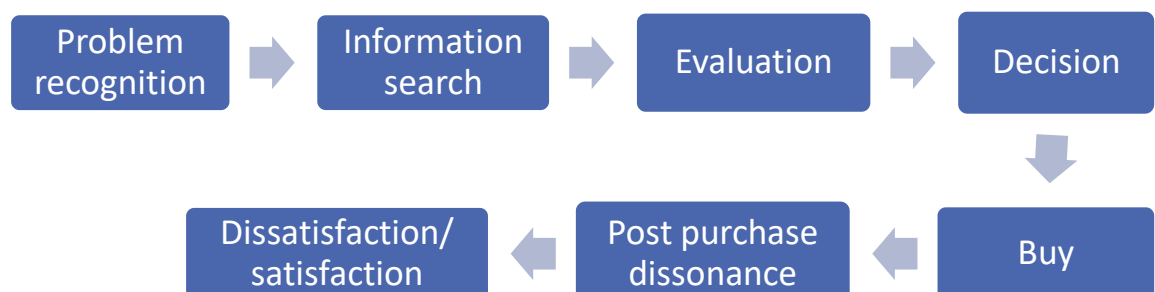 Problem
recognition
Information
search
Evaluation
Decision
Buy
Post purchase
dissonance
Dissatisfaction/
satisfaction